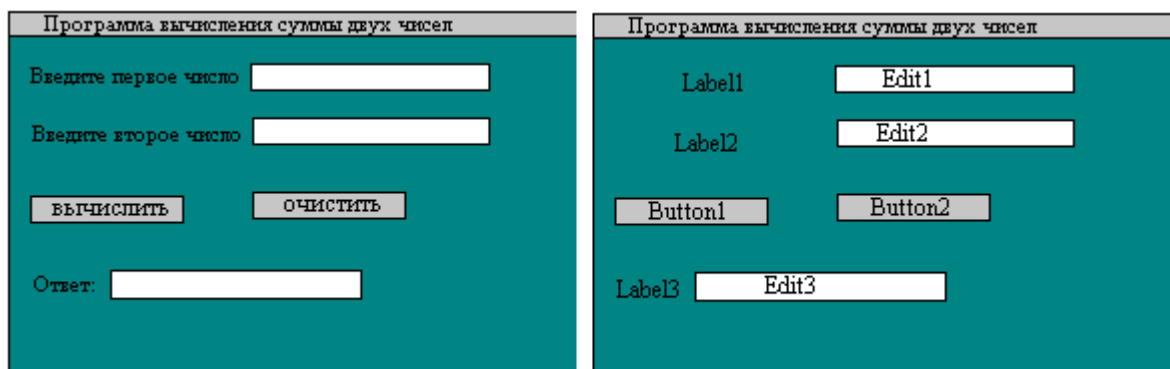 Программа вычисления суммы двух чисел
Введите первое число
Введите второе число
вычислить
очистить
Ответ:
Программа вычисления суммы двух чисел
Label1
Edit1
Label2
Edit2
Button1
Button2
Label3
Edit3